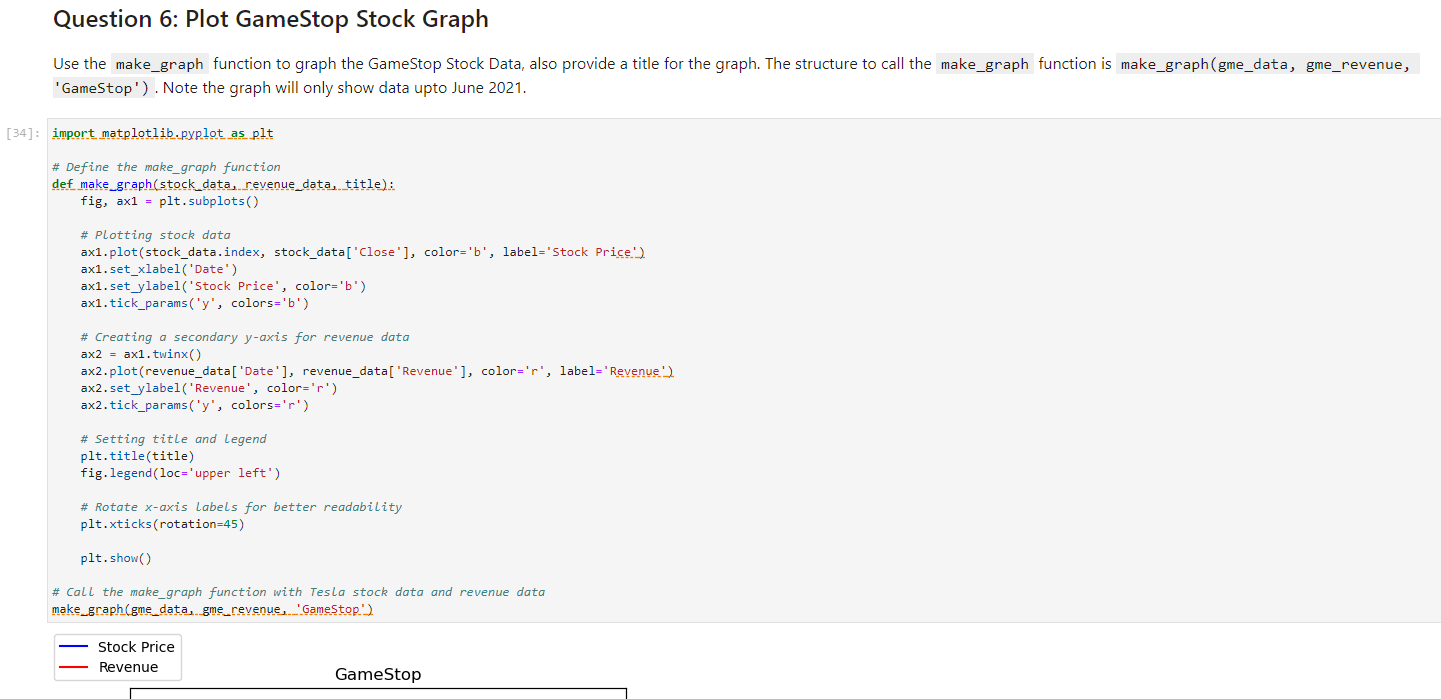 Question 6: Plot GameStop Stock Graph
Use the make_graph function to graph the GameStop Stock Data, also provide a title for the graph. The structure to call the make_graph function is make_graph(gme_data, gme_revenue,
'GameStop') . Note the graph will only show data upto June 2021.
[34]: import matplotlib.pyplot as plt
# Define the make_graph function
def make_graph(stock_data, revenue_data, title):
    fig, ax1 = plt.subplots()
    # Plotting stock data
    ax1.plot(stock_data.index, stock_data['Close'], color='b', label='Stock Price')
    ax1.set_xlabel('Date')
    ax1.set_ylabel('Stock Price', color='b')
    ax1.tick_params('y', colors='b')
    # Creating a secondary y-axis for revenue data
    ax2 = ax1.twinx()
    ax2.plot(revenue_data['Date'], revenue_data['Revenue'], color='r', label='Revenue')
    ax2.set_ylabel('Revenue', color='r')
    ax2.tick_params('y', colors='r')
    # Setting title and legend
    plt.title(title)
    fig.legend(loc='upper left')
    # Rotate x-axis labels for better readability
    plt.xticks(rotation=45)
    plt.show()
# Call the make_graph function with Tesla stock data and revenue data
make_graph(gme_data, gme_revenue, 'GameStop')
Stock Price
Revenue
GameStop